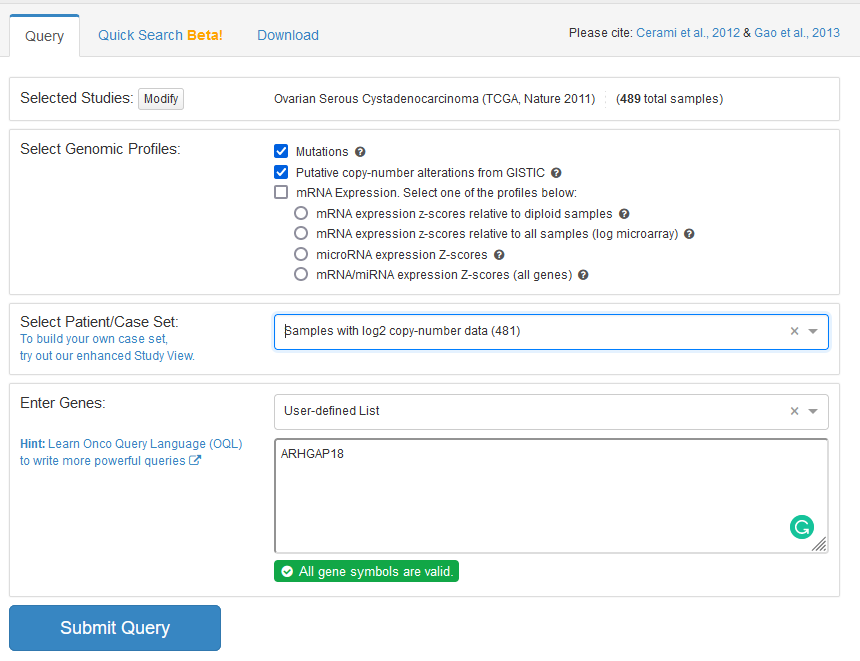 Query
Quick Search Beta!
Download
Please cite: Cerami et al., 2012 & Gao et al., 2013
Selected Studies:
Modify
Ovarian Serous Cystadenocarcinoma (TCGA, Nature 2011)
(489 total samples)
Select Genomic Profiles:
Mutations
Putative copy-number alterations from GISTIC
mRNA Expression. Select one of the profiles below:
mRNA expression z-scores relative to diploid samples
mRNA expression z-scores relative to all samples (log microarray)
microRNA expression Z-scores
mRNA/miRNA expression Z-scores (all genes)
Select Patient/Case Set:
To build your own case set,
try out our enhanced Study View.
Samples with log2 copy-number data (481)
Enter Genes:
Hint: Learn Onco Query Language (OQL)
to write more powerful queries
User-defined List
ARHGAP18
All gene symbols are valid.
Submit Query